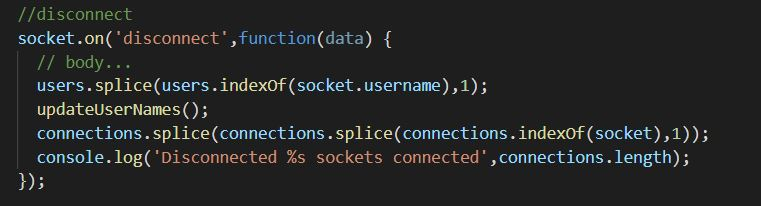 //disconnect
socket.on('disconnect',function(data) {
// body...
users.splice(users.indexOf(socket.username),1);
updateUserNames();
connections.splice(connections.splice(connections.indexOf(socket),1));
console.log('Disconnected %s sockets connected',connections.length);
});